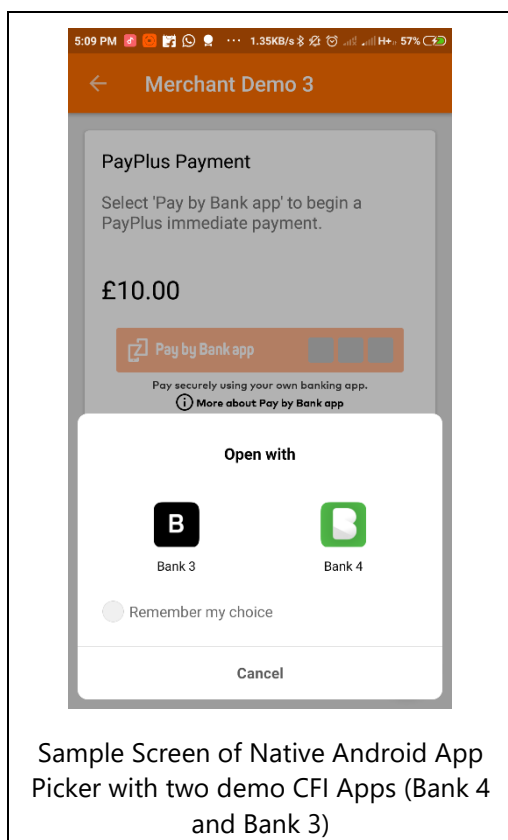 5:09 PM ... 1.35KB/s H+ 57%
Merchant Demo 3
PayPlus Payment
Select 'Pay by Bank app' to begin a
PayPlus immediate payment.
£10.00
Pay by Bank app
Pay securely using your own banking app.
i More about Pay by Bank app
Open with
B
Bank 3
Bank 4
Remember my choice
Cancel
Sample Screen of Native Android App
Picker with two demo CFI Apps (Bank 4
and Bank 3)